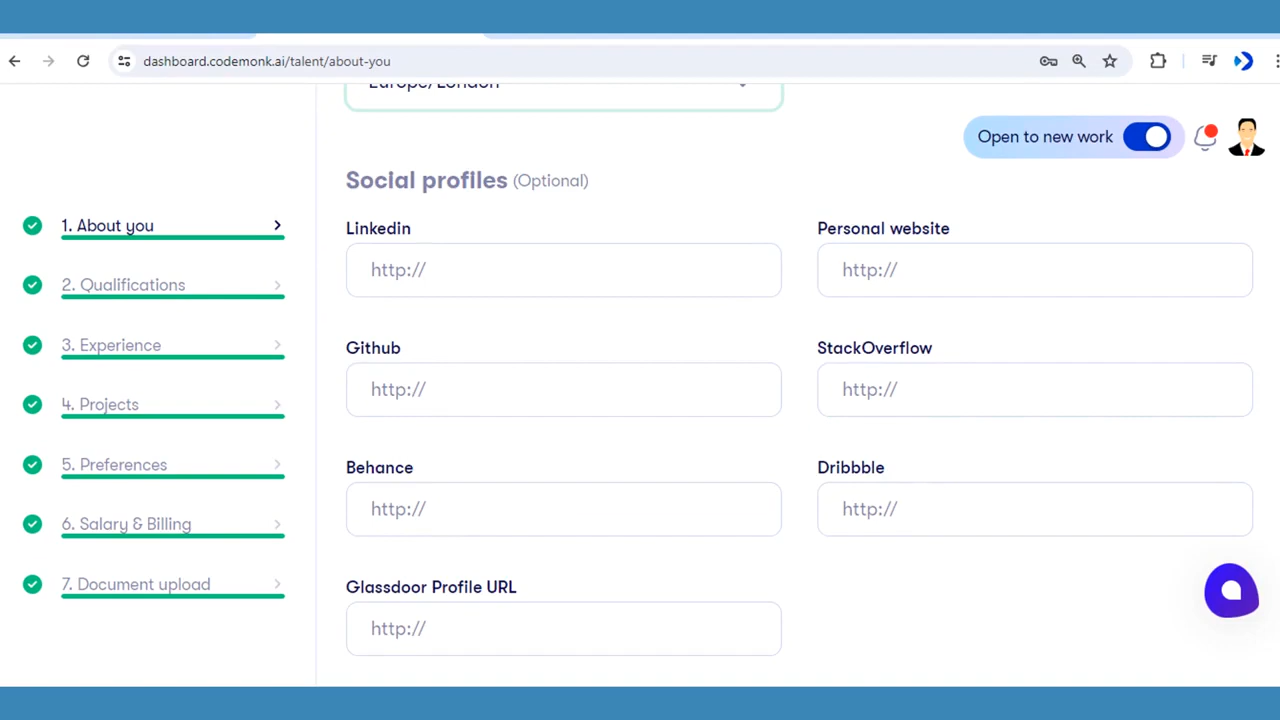 dashboard.codemonk.ai/talent/about-you
Europe/London
Open to new work
Social profiles (Optional)
1. About you
2. Qualifications
3. Experience
4. Projects
5. Preferences
6. Salary & Billing
7. Document upload
Linkedin
http://
Personal website
http://
Github
http://
StackOverflow
http://
Behance
http://
Dribbble
http://
Glassdoor Profile URL
http://